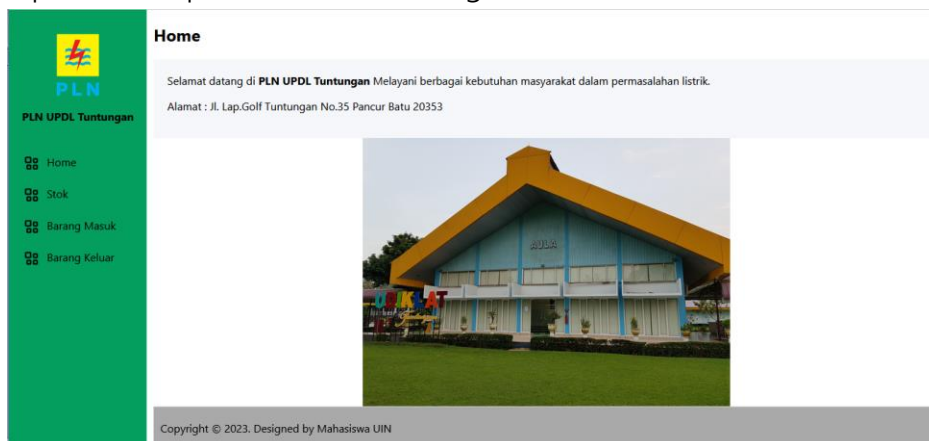 PLN
PLN UPDL Tuntungan
Home
Stok
Barang Masuk
Barang Keluar
Home
Selamat datang di PLN UPDL Tuntungan Melayani berbagai kebutuhan masyarakat dalam permasalahan listrik.
Alamat : Jl. Lap.Golf Tuntungan No.35 Pancur Batu 20353
AULA
Copyright © 2023. Designed by Mahasiswa UIN